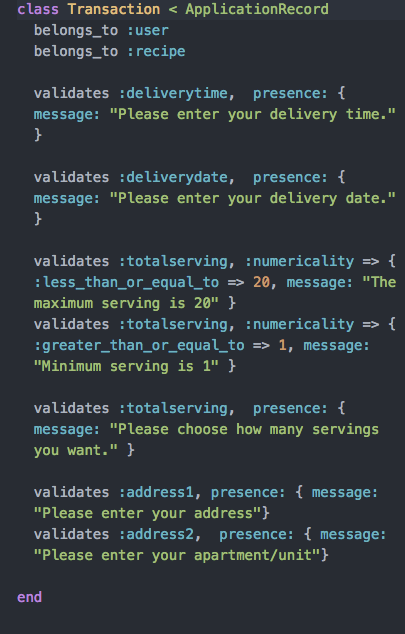 class Transaction < ApplicationRecord
  belongs_to :user
  belongs_to :recipe

  validates :deliverytime,  presence: {
  message: "Please enter your delivery time."
  }

  validates :deliverydate,  presence: {
  message: "Please enter your delivery date."
  }

  validates :totalserving, :numericality => {
  :less_than_or_equal_to => 20, message: "The
  maximum serving is 20" }
  validates :totalserving, :numericality => {
  :greater_than_or_equal_to => 1, message:
  "Minimum serving is 1" }

  validates :totalserving,  presence: {
  message: "Please choose how many servings
  you want." }

  validates :address1, presence: { message:
  "Please enter your address"}
  validates :address2,  presence: { message:
  "Please enter your apartment/unit"}

end